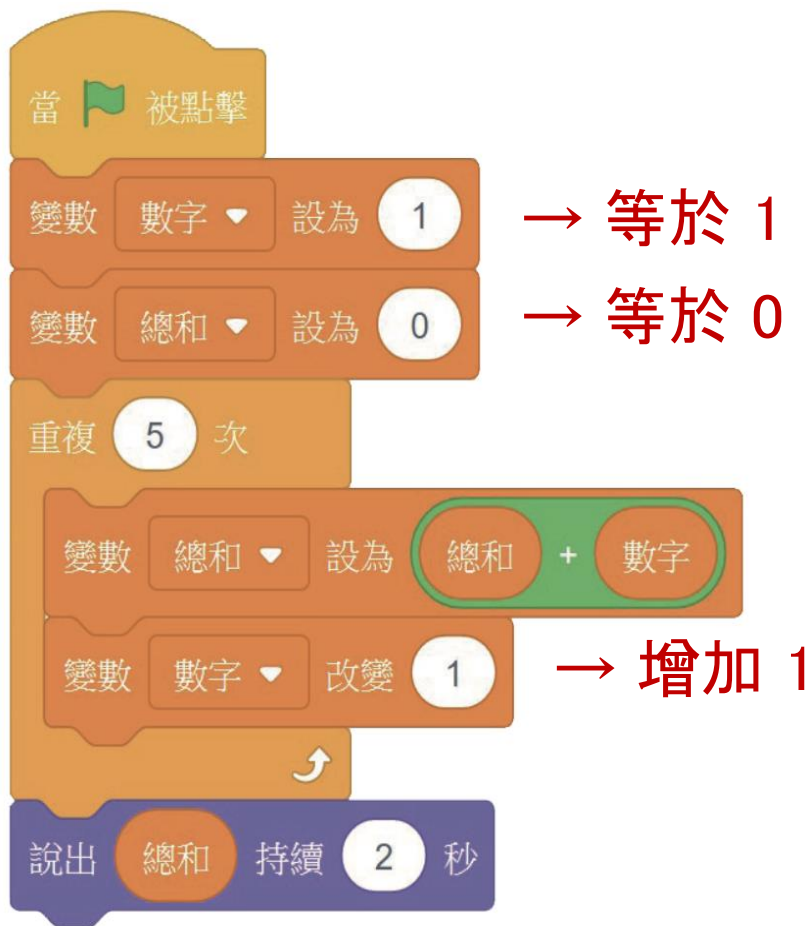 當 被點擊
變數 數字 設為 1 → 等於 1
變數 總和 設為 0 → 等於 0
重複 5 次
變數 總和 設為 總和 + 數字
變數 數字 改變 1 → 增加 1
說出 總和 持續 2 秒